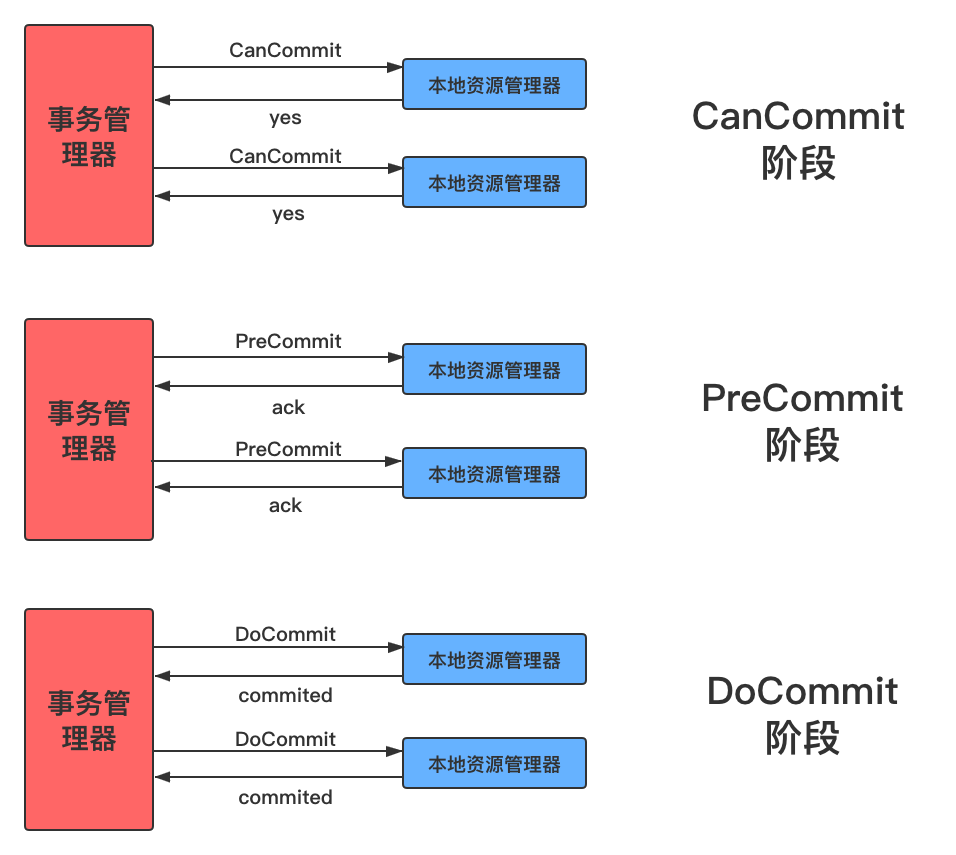 CanCommit
本地资源管理器
yes
事务管
理器
CanCommit
本地资源管理器
yes
CanCommit
阶段
PreCommit
本地资源管理器
ack
事务管
理器
PreCommit
本地资源管理器
ack
PreCommit
阶段
DoCommit
本地资源管理器
commited
事务管
理器
DoCommit
本地资源管理器
commited
DoCommit
阶段